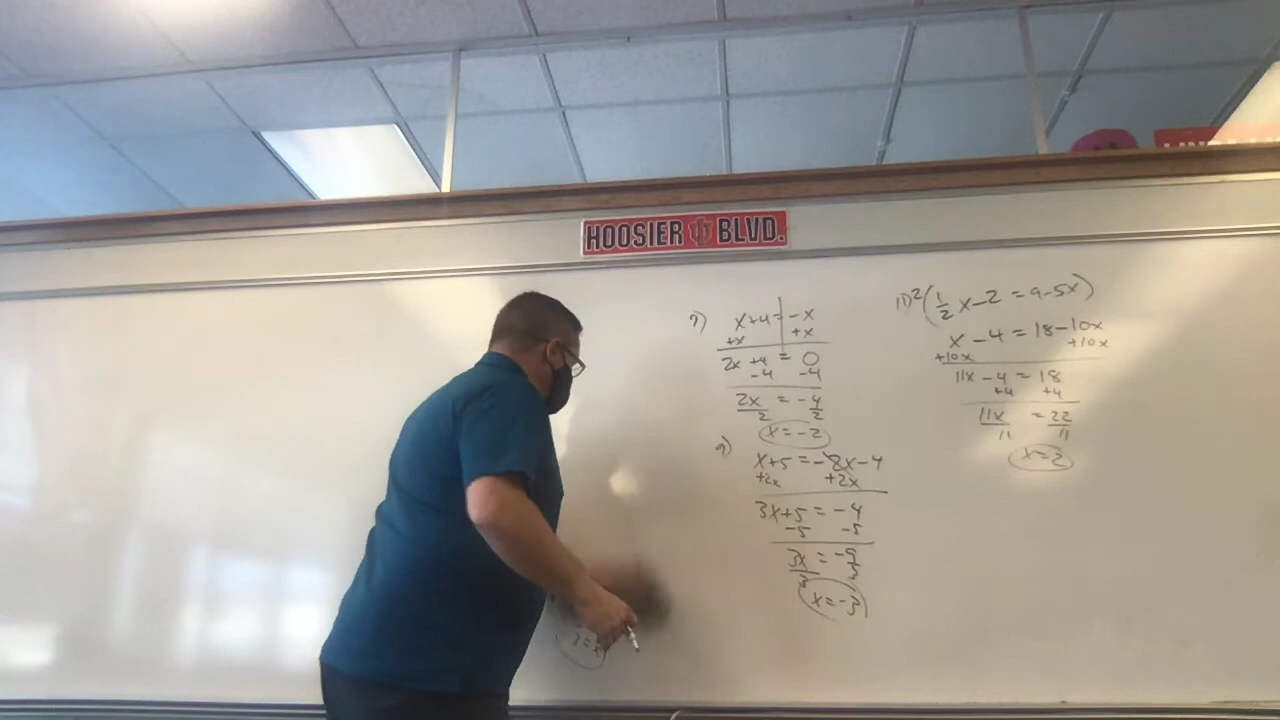 HOOSIER BLVD.
7) x+4 = -x
+x +x
2x +4 = 0
-4 -4
2x = -4
2 2
x = -2
9) x+5 = -2x-4
+2x +2x
3x+5 = -4
-5 -5
3x = -9
3 3
x = -3
11) 2(1/2 x-2 = 9-5x)
x - 4 = 18-10x
+10x +10x
11x - 4 = 18
+4 +4
11x = 22
11 11
x=2